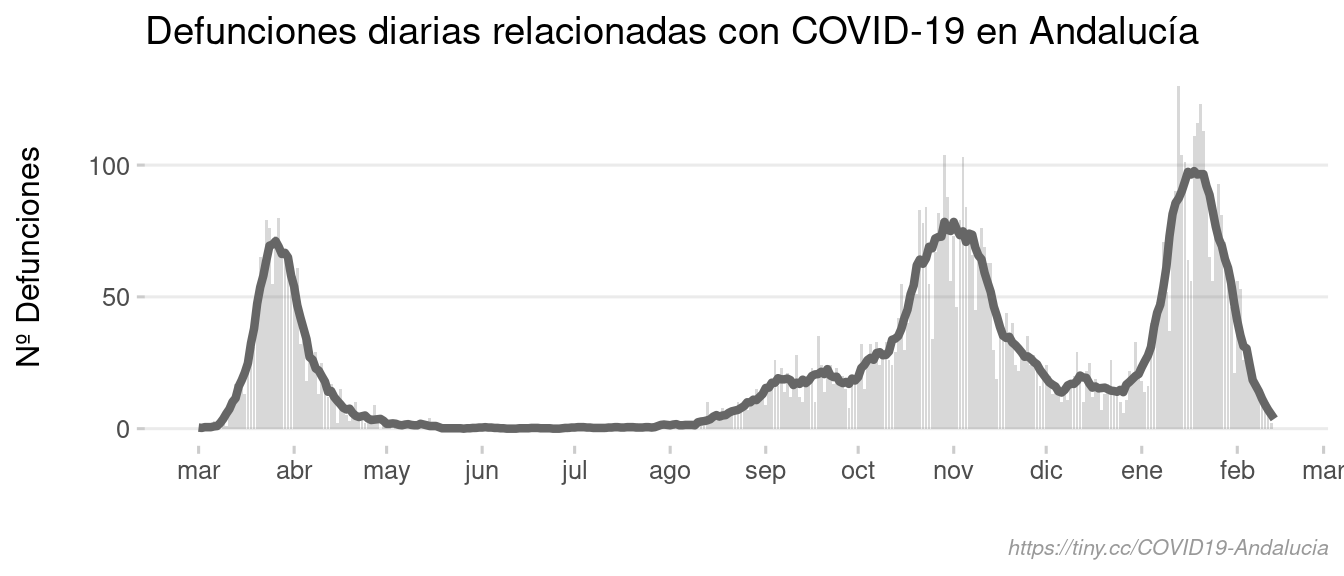 Defunciones diarias relacionadas con COVID-19 en Andalucía
Nº Defunciones
100
50
0
mar abr may jun jul ago sep oct nov dic ene feb mar
https://tiny.cc/COVID19-Andalucia